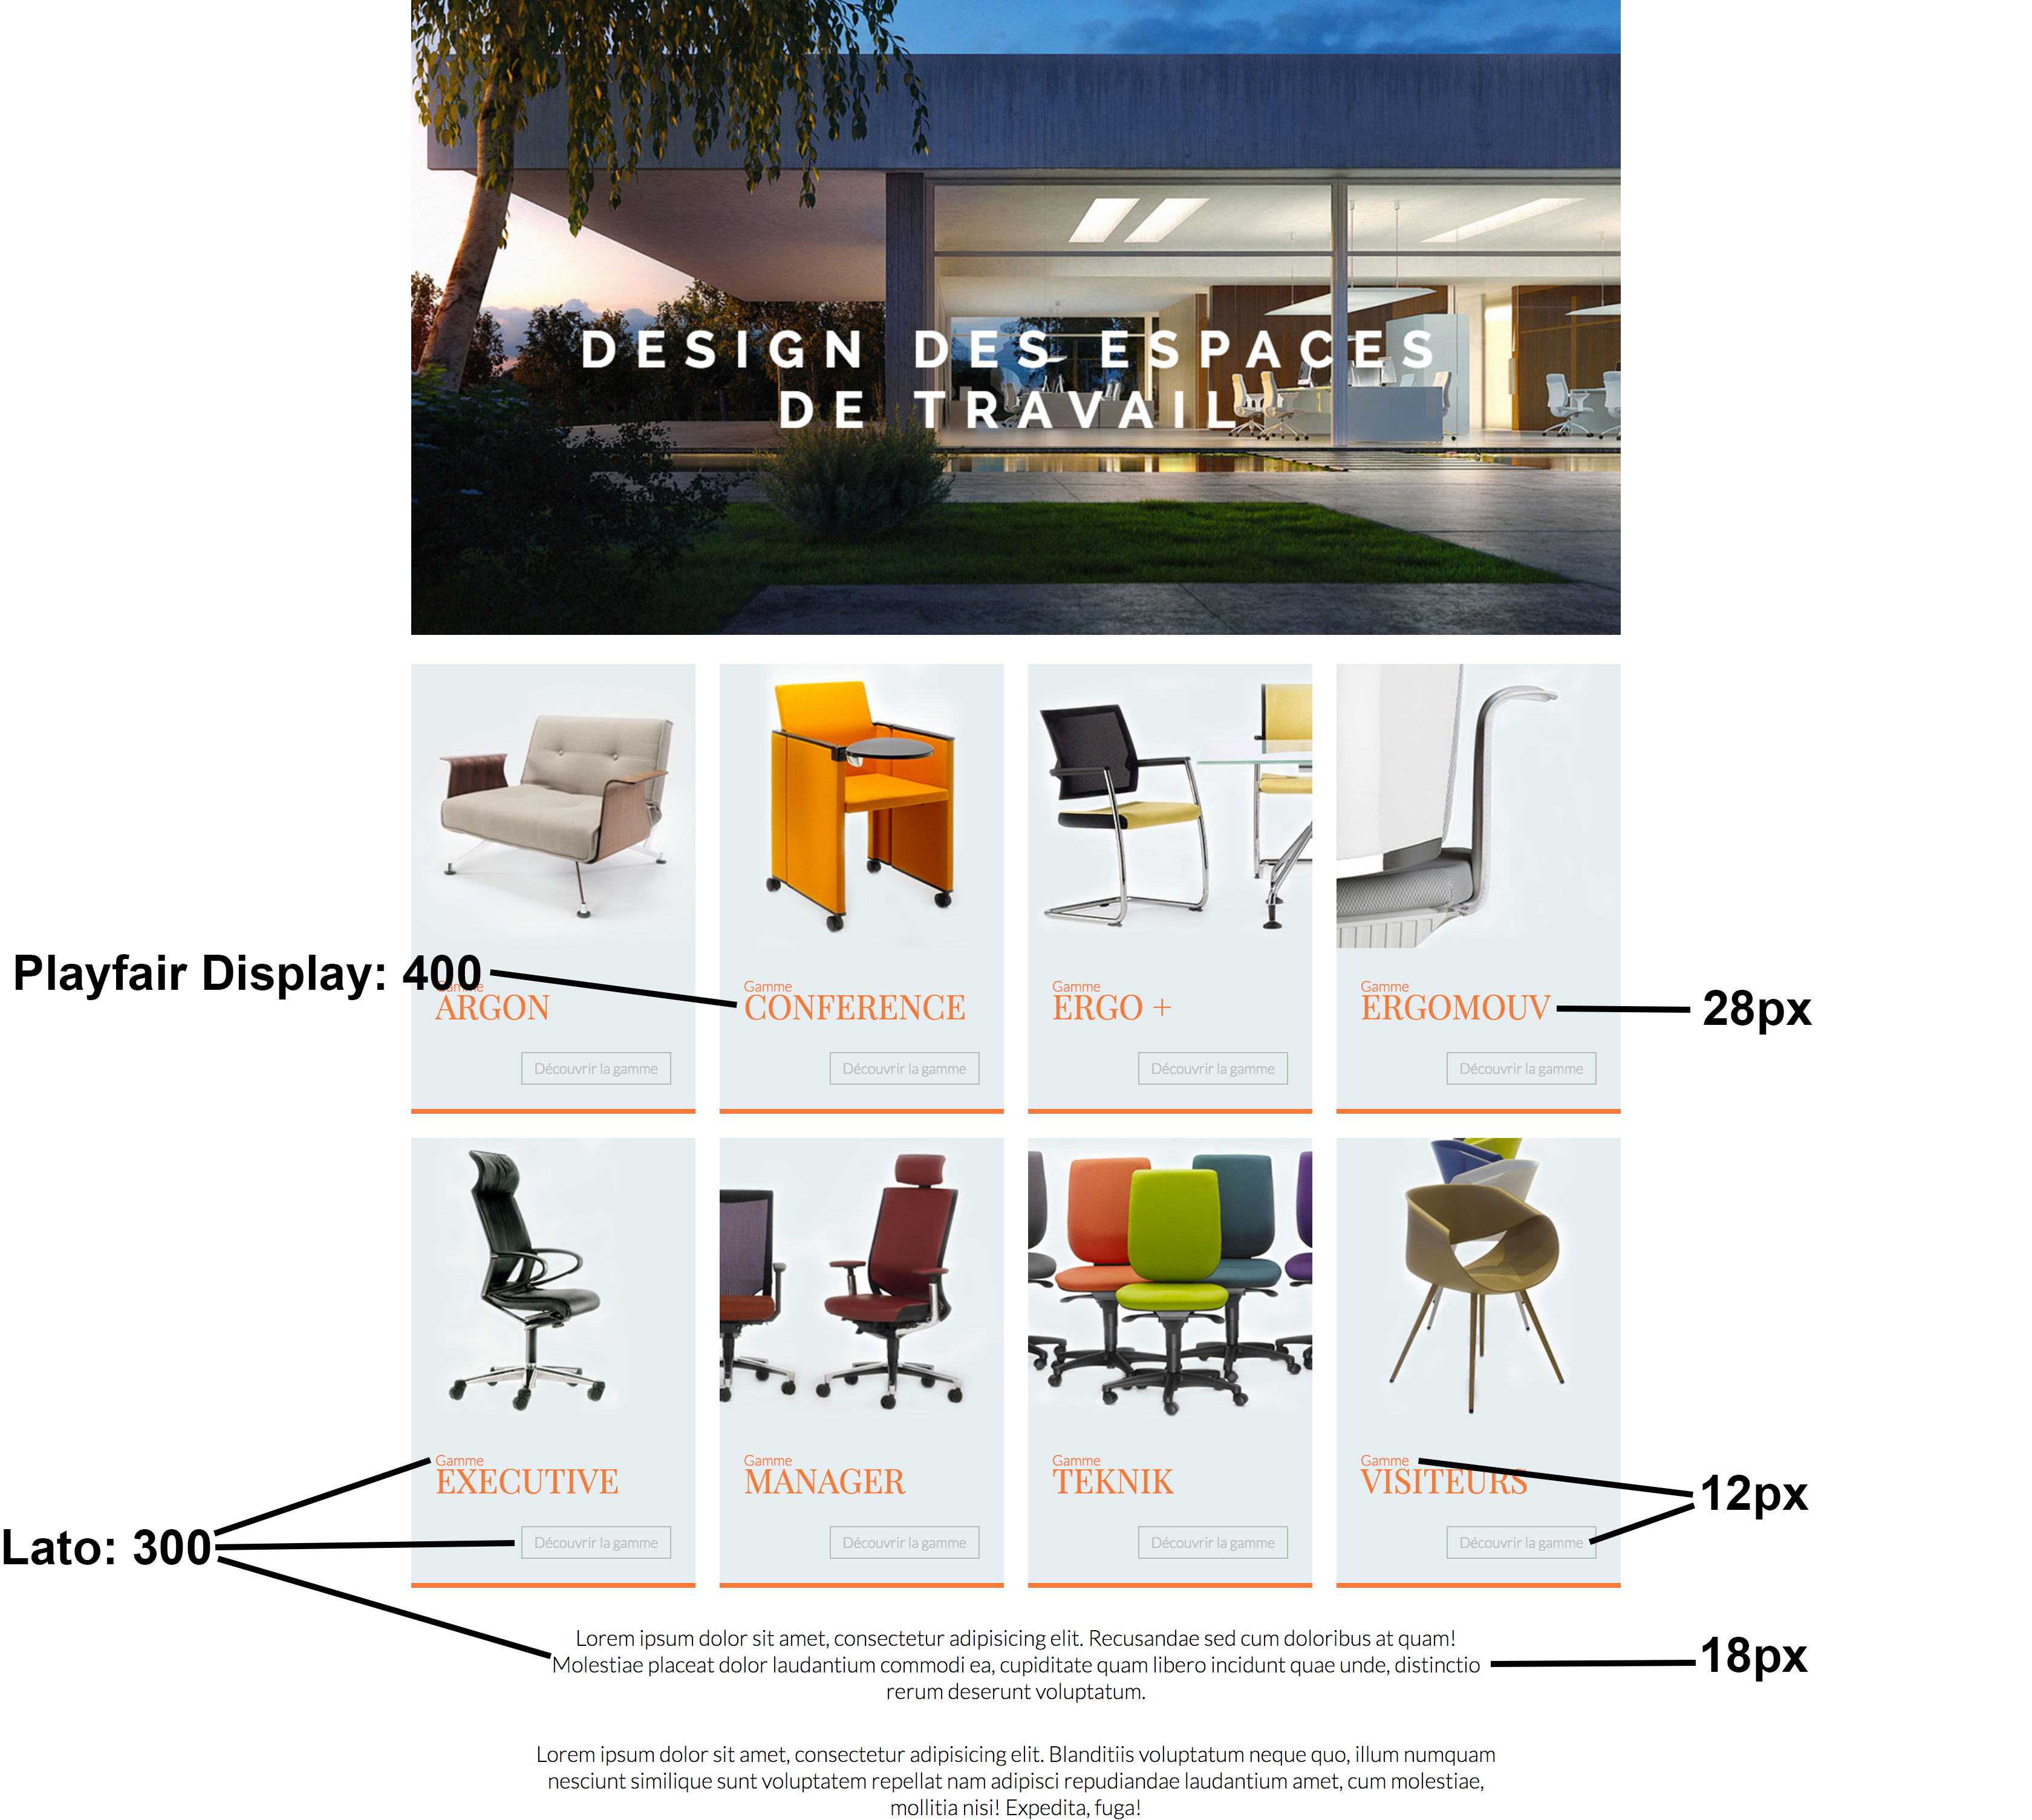 DESIGN DES ESPACES
DE TRAVAIL
Playfair Display: 400
Gamme
ARGON
Découvrir la gamme
Gamme
CONFERENCE
Découvrir la gamme
Gamme
ERGO +
Découvrir la gamme
Gamme
ERGOMOUV
Découvrir la gamme
28px
Gamme
EXECUTIVE
Découvrir la gamme
Gamme
MANAGER
Découvrir la gamme
Gamme
TEKNIK
Découvrir la gamme
Gamme
VISITEURS
Découvrir la gamme
12px
Lato: 300
Lorem ipsum dolor sit amet, consectetur adipisicing elit. Recusandae sed cum doloribus at quam!
Molestiae placeat dolor laudantium commodi ea, cupiditate quam libero incidunt quae unde, distinctio
rerum deserunt voluptatum.
18px
Lorem ipsum dolor sit amet, consectetur adipisicing elit. Blanditiis voluptatum neque quo, illum numquam
nesciunt similique sunt voluptatem repellat nam adipisci repudiandae laudantium amet, cum molestiae,
mollitia nisi! Expedita, fuga!